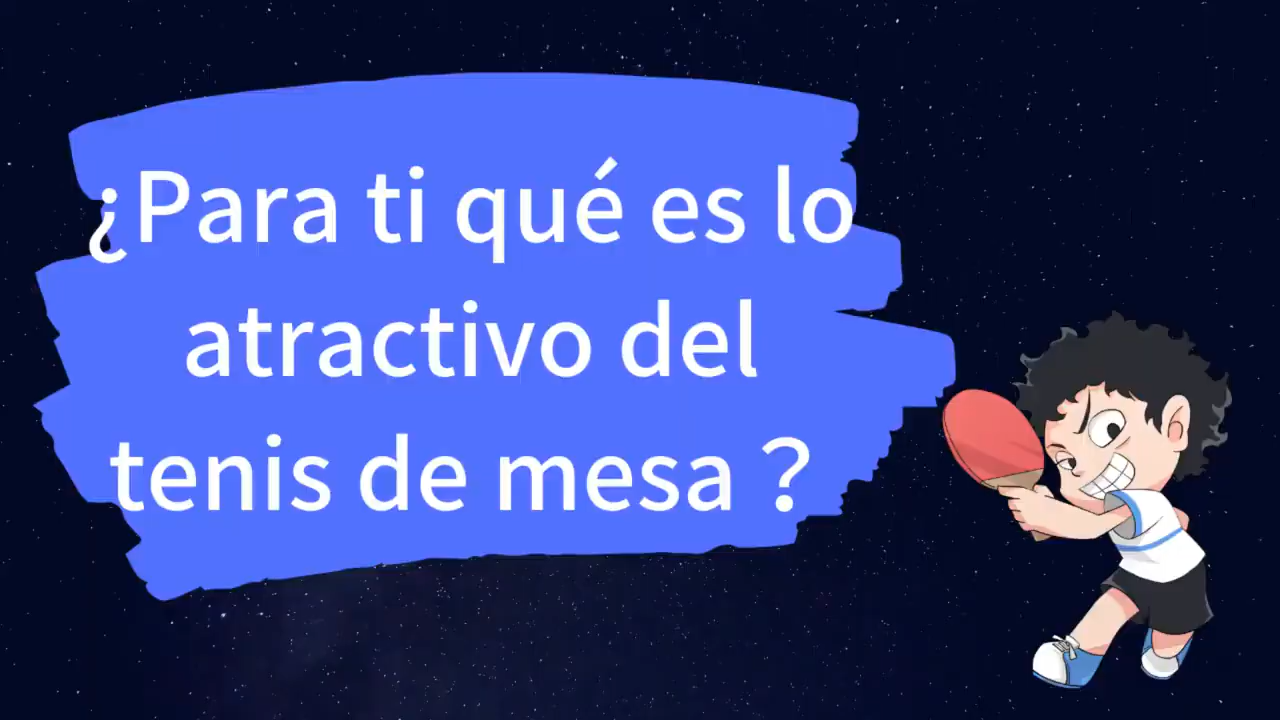 ¿Para ti qué es lo
atractivo del
tenis de mesa？